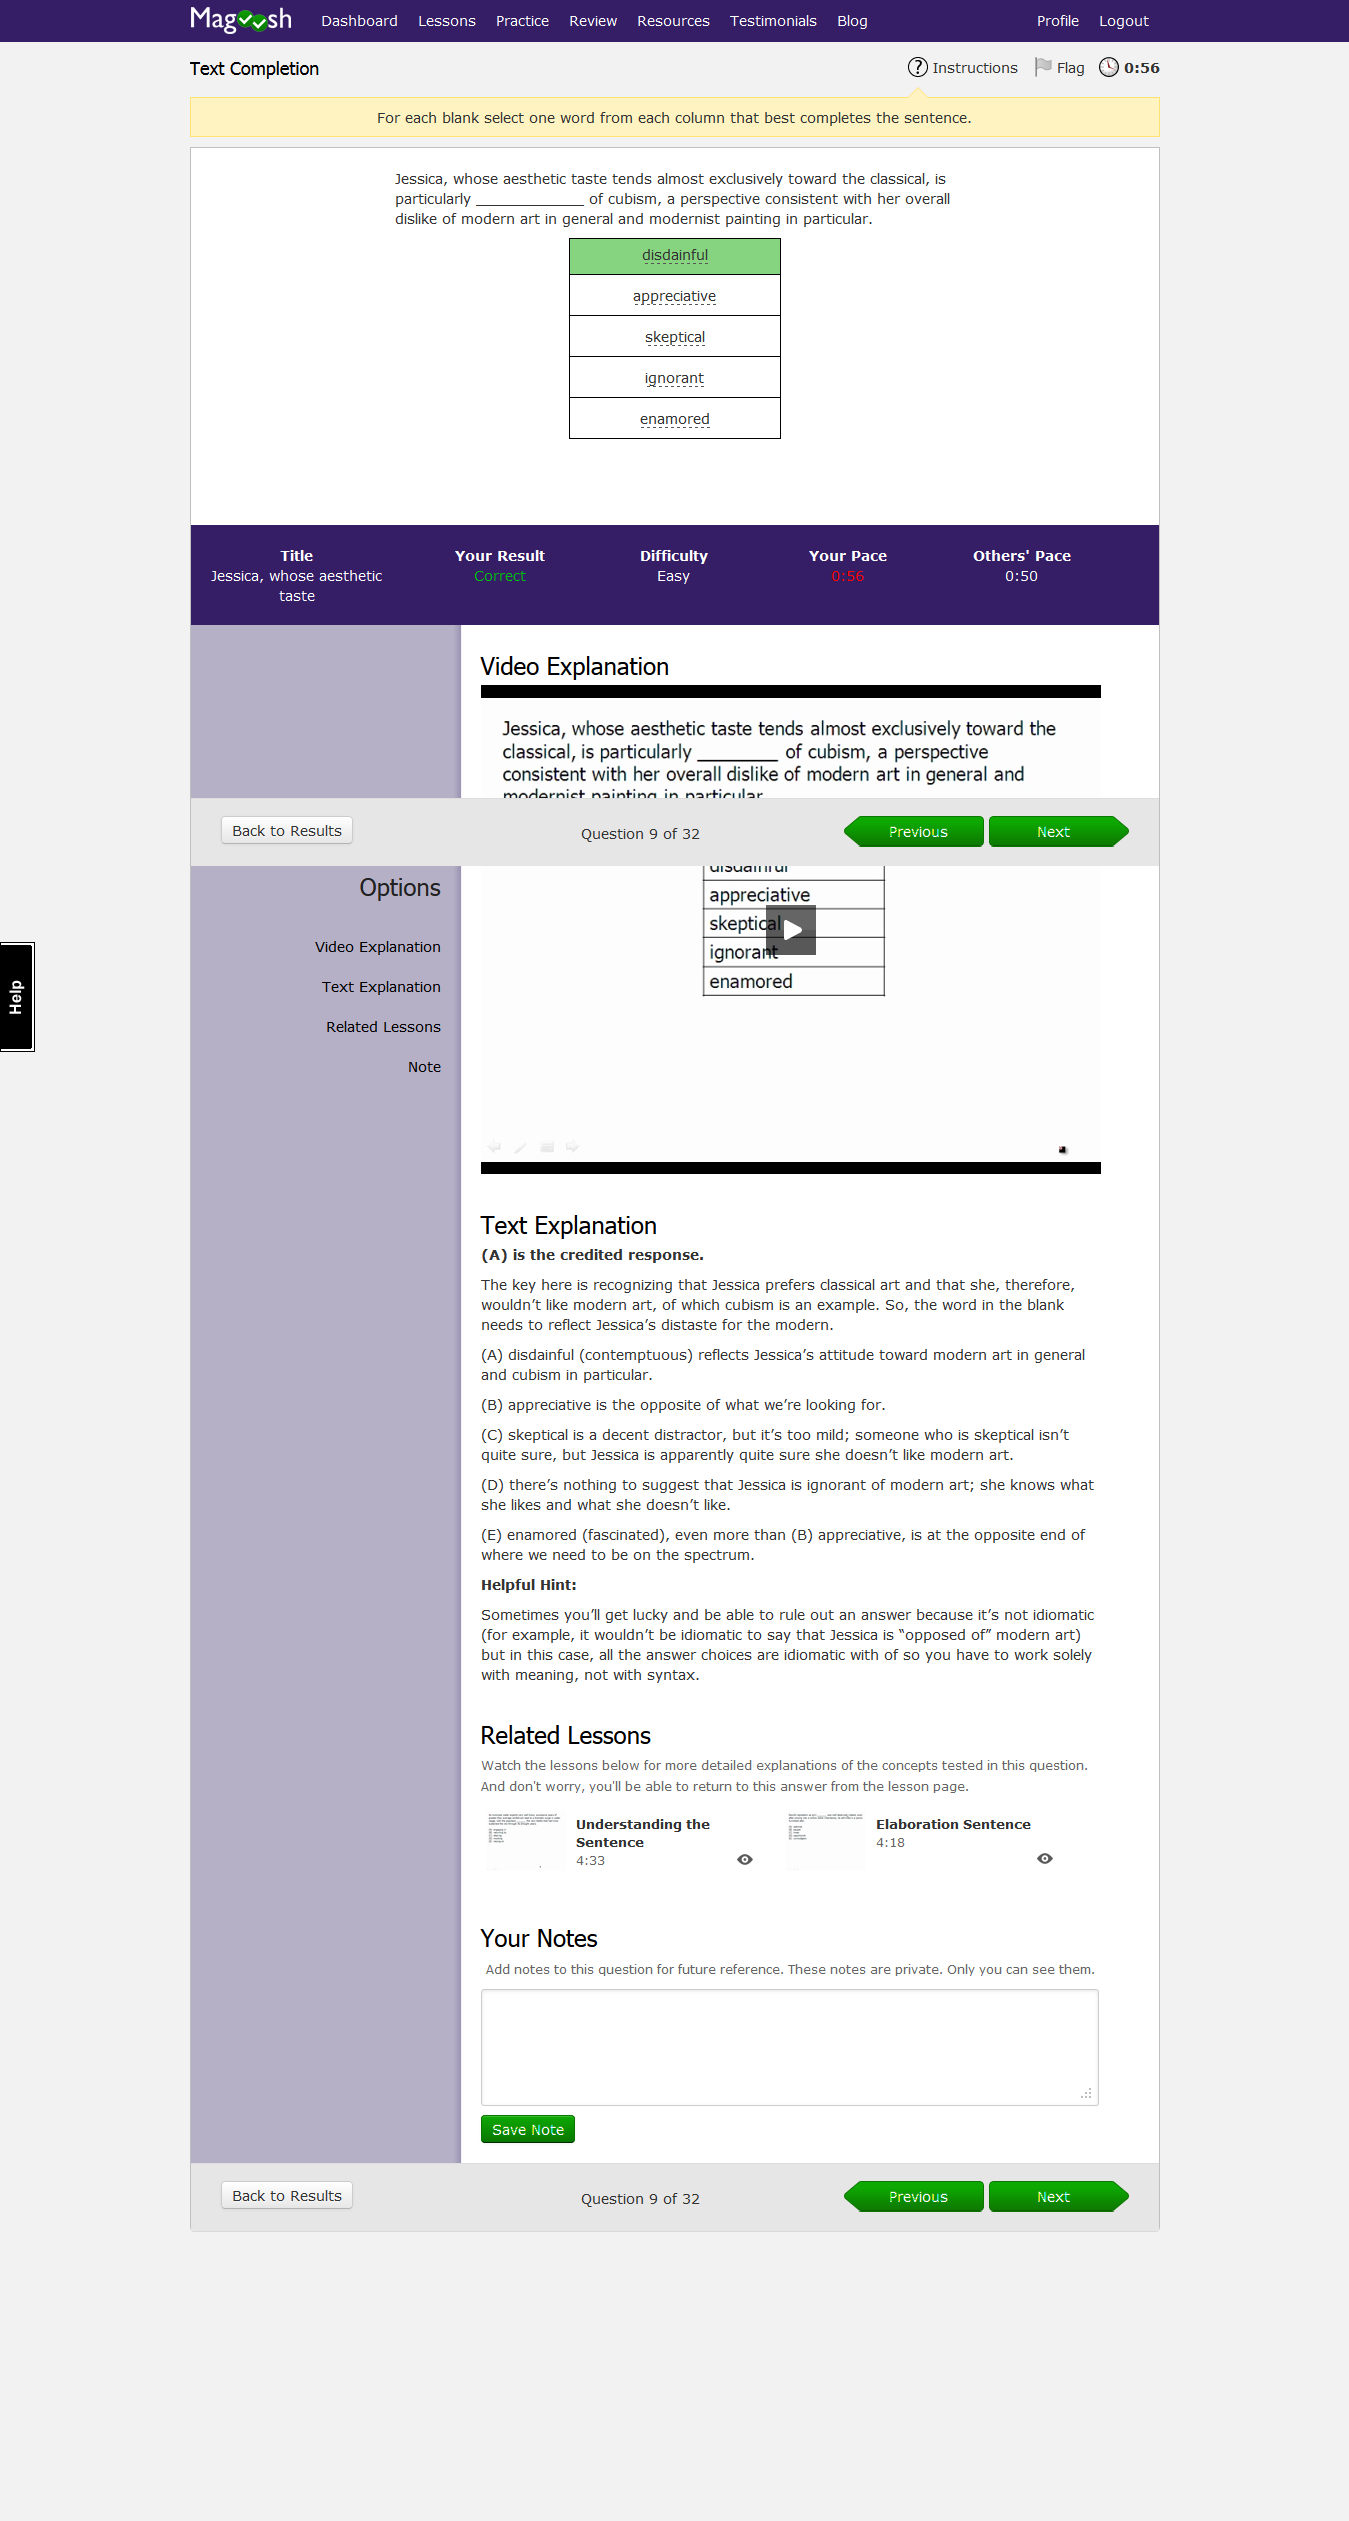 Magoosh Dashboard Lessons Practice Review Resources Testimonials Blog Profile Logout
Text Completion Instructions Flag 0:56
For each blank select one word from each column that best completes the sentence.
Jessica, whose aesthetic taste tends almost exclusively toward the classical, is
particularly _____________ of cubism, a perspective consistent with her overall
dislike of modern art in general and modernist painting in particular.
disdainful
appreciative
skeptical
ignorant
enamored
Title Your Result Difficulty Your Pace Others' Pace
Jessica, whose aesthetic Correct Easy 0:56 0:50
taste
Video Explanation
Jessica, whose aesthetic taste tends almost exclusively toward the
classical, is particularly ________ of cubism, a perspective
consistent with her overall dislike of modern art in general and
modernist painting in particular
Back to Results Question 9 of 32 Previous Next
disdainful
Options
appreciative
skeptical
ignorant
enamored
Video Explanation
Text Explanation
Related Lessons
Note
Help
Text Explanation
(A) is the credited response.
The key here is recognizing that Jessica prefers classical art and that she, therefore,
wouldn’t like modern art, of which cubism is an example. So, the word in the blank
needs to reflect Jessica’s distaste for the modern.
(A) disdainful (contemptuous) reflects Jessica’s attitude toward modern art in general
and cubism in particular.
(B) appreciative is the opposite of what we’re looking for.
(C) skeptical is a decent distractor, but it’s too mild; someone who is skeptical isn’t
quite sure, but Jessica is apparently quite sure she doesn’t like modern art.
(D) there’s nothing to suggest that Jessica is ignorant of modern art; she knows what
she likes and what she doesn’t like.
(E) enamored (fascinated), even more than (B) appreciative, is at the opposite end of
where we need to be on the spectrum.
Helpful Hint:
Sometimes you’ll get lucky and be able to rule out an answer because it’s not idiomatic
(for example, it wouldn’t be idiomatic to say that Jessica is “opposed of” modern art)
but in this case, all the answer choices are idiomatic with of so you have to work solely
with meaning, not with syntax.
Related Lessons
Watch the lessons below for more detailed explanations of the concepts tested in this question.
And don't worry, you'll be able to return to this answer from the lesson page.
Understanding the
Sentence
4:33
Elaboration Sentence
4:18
Your Notes
Add notes to this question for future reference. These notes are private. Only you can see them.
Save Note
Back to Results Question 9 of 32 Previous Next